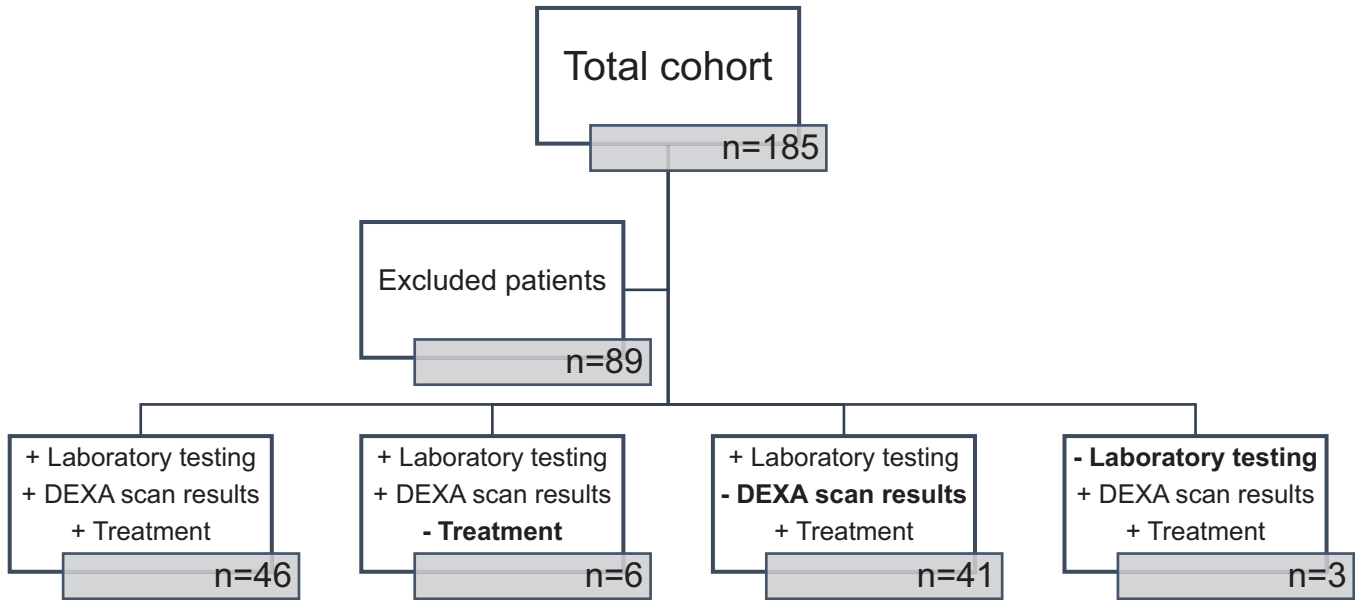 Total cohort
n=185
Excluded patients
n=89
+ Laboratory testing
+ DEXA scan results
+ Treatment
n=46
+ Laboratory testing
+ DEXA scan results
- Treatment
n=6
+ Laboratory testing
- DEXA scan results
+ Treatment
n=41
- Laboratory testing
+ DEXA scan results
+ Treatment
n=3